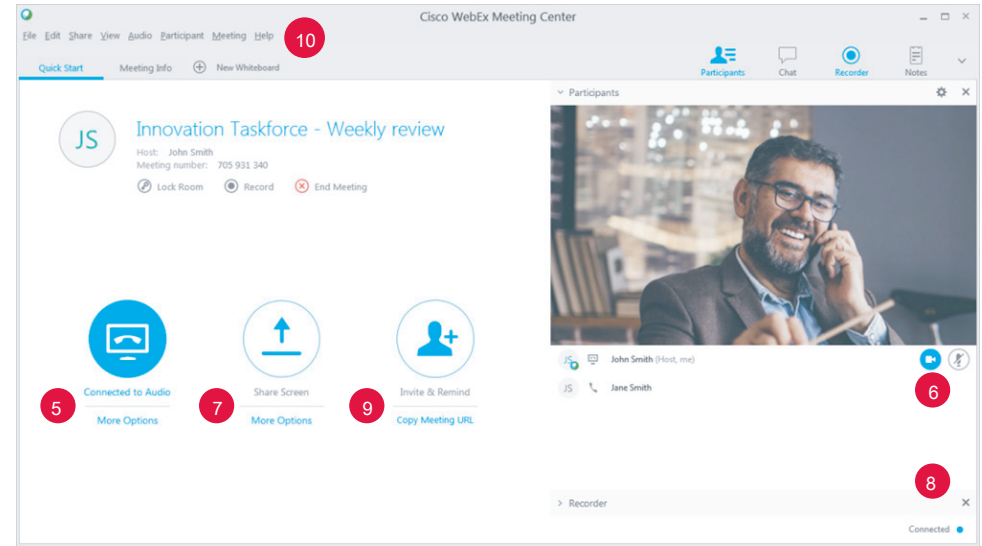 Cisco WebEx Meeting Center
File Edit Share View Audio Participant Meeting Help
10
Quick Start Meeting Info New Whiteboard
Participants Chat Recorder Notes
Participants
JS
Innovation Taskforce - Weekly review
Host: John Smith
Meeting number: 705 931 340
Lock Room Record End Meeting
Connected to Audio
5
More Options
Share Screen
7
More Options
Invite & Remind
9
Copy Meeting URL
JS John Smith (Host, me)
6
JS Jane Smith
8
Recorder
Connected